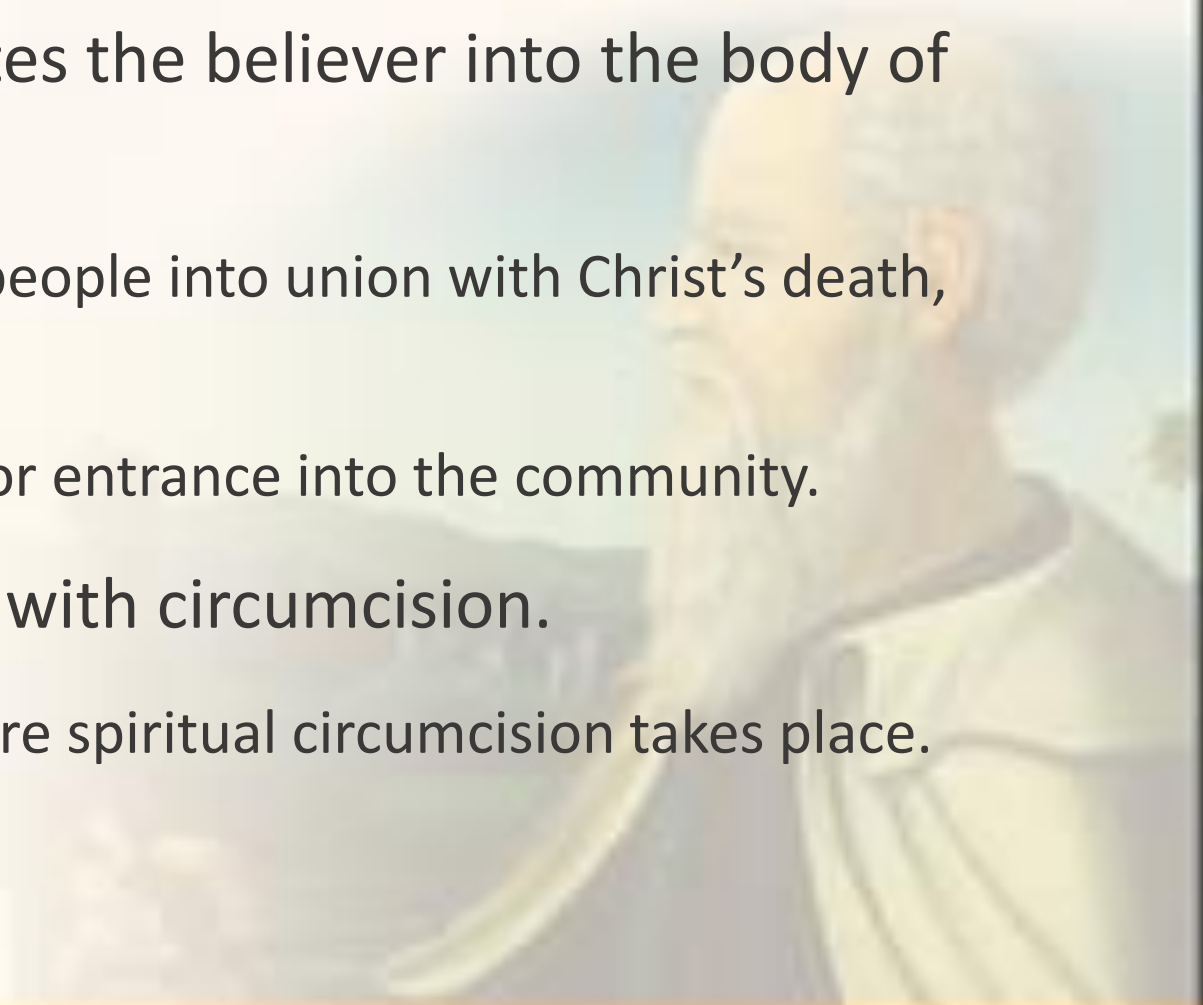 tes the believer into the body of
people into union with Christ’s death,
or entrance into the community.
with circumcision.
re spiritual circumcision takes place.